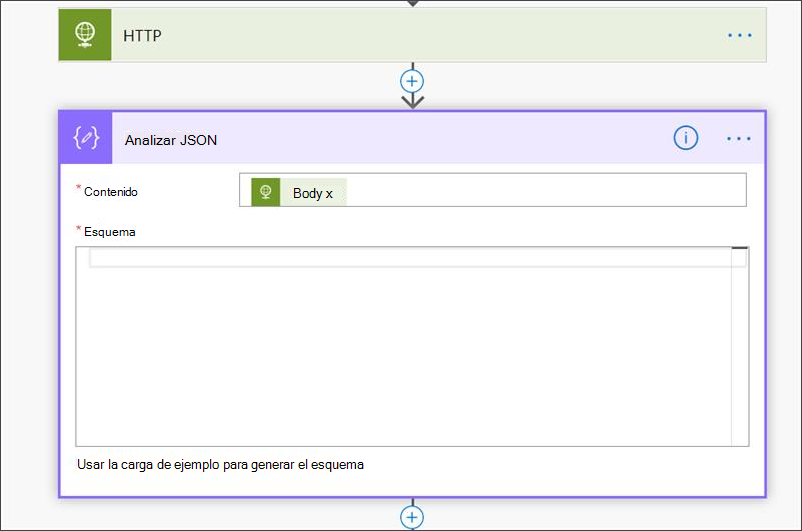 HTTP
Analizar JSON
* Contenido
Body x
* Esquema
Usar la carga de ejemplo para generar el esquema